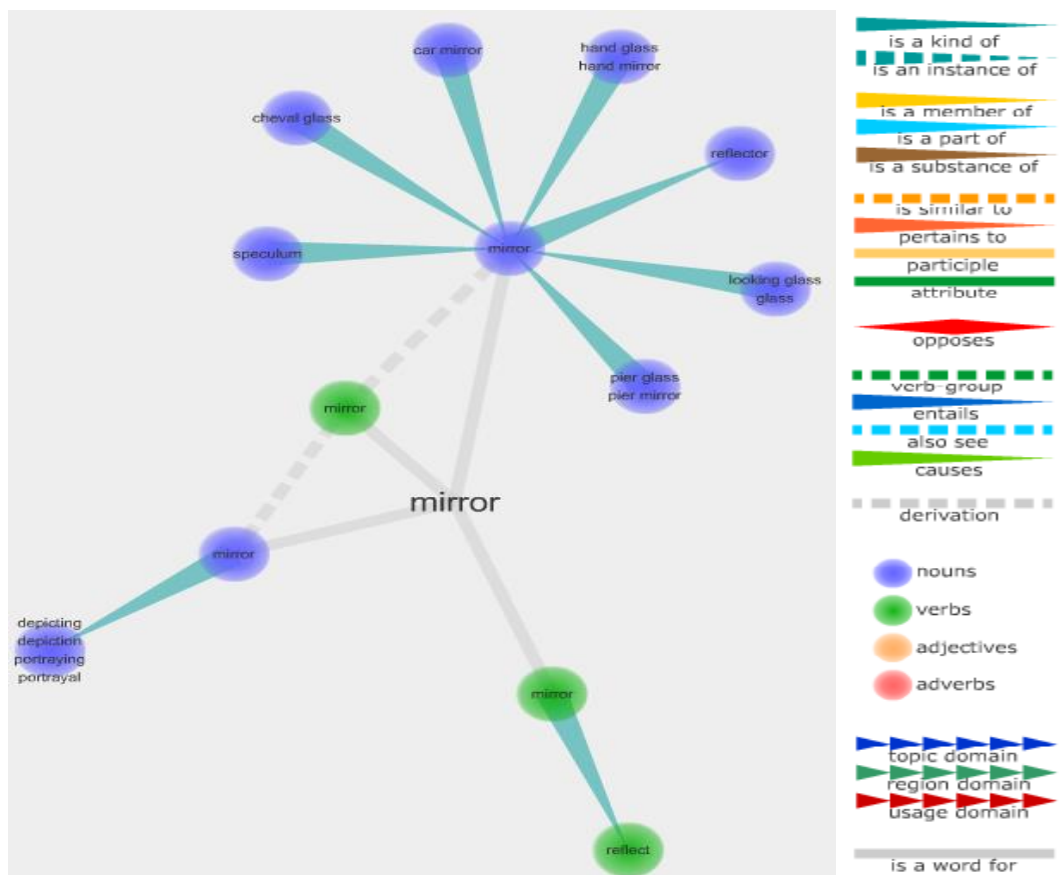 car mirror
hand glass
hand mirror
cheval glass
reflector
mirror
speculum
looking glass
glass
pier glass
pier mirror
mirror
mirror
mirror
depicting
depiction
portraying
portrayal
mirror
reflect
is a kind of
is an instance of
is a member of
is a part of
is a substance of
is similar to
pertains to
participle
attribute
opposes
verb-group
entails
also see
causes
derivation
nouns
verbs
adjectives
adverbs
topic domain
region domain
usage domain
is a word for